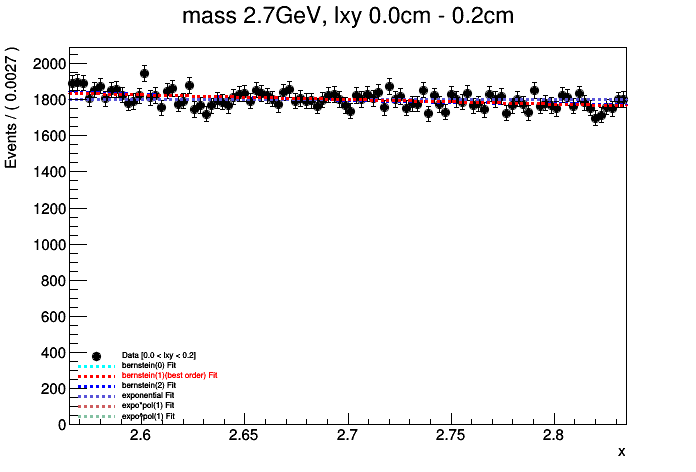 mass 2.7GeV, lxy 0.0cm - 0.2cm
Events / ( 0.0027 )
2000
1800
1600
1400
1200
1000
800
600
400
200
0
Data [0.0 < lxy < 0.2]
bernstein(0) Fit
bernstein(1)(best order) Fit
bernstein(2) Fit
exponential Fit
expo*pol(1) Fit
expo*pol(1) Fit
2.6 2.65 2.7 2.75 2.8
x